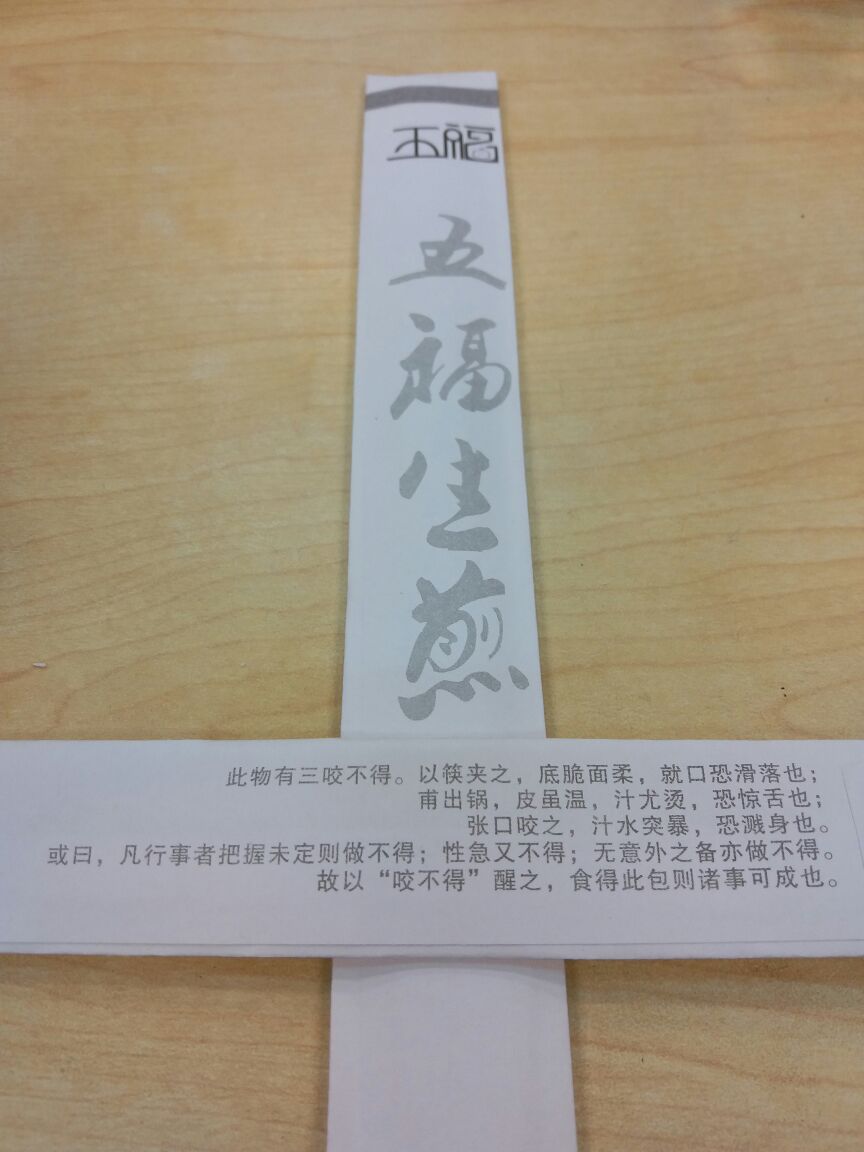 五福
五福生煎
此物有三咬不得。以筷夹之，底脆面柔，就口恐滑落也；
甫出锅，皮虽温，汁尤烫，恐惊舌也；
张口咬之，汁水突暴，恐溅身也。
或曰，凡行事者把握未定则做不得；性急又不得；无意外之备亦做不得。
故以“咬不得”醒之，食得此包则诸事可成也。